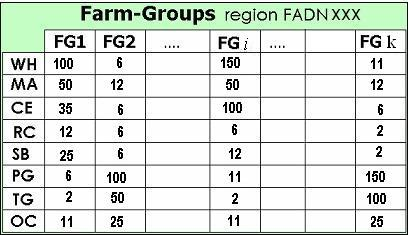 Farm-Groups region FADN XXX
FG1 FG2 .... FG i .... FG k
WH 100 6 150 11
MA 50 12 50 12
CE 35 6 100 6
RC 12 6 6 2
SB 25 6 12 2
PG 6 100 11 150
TG 2 50 2 100
OC 11 25 11 25